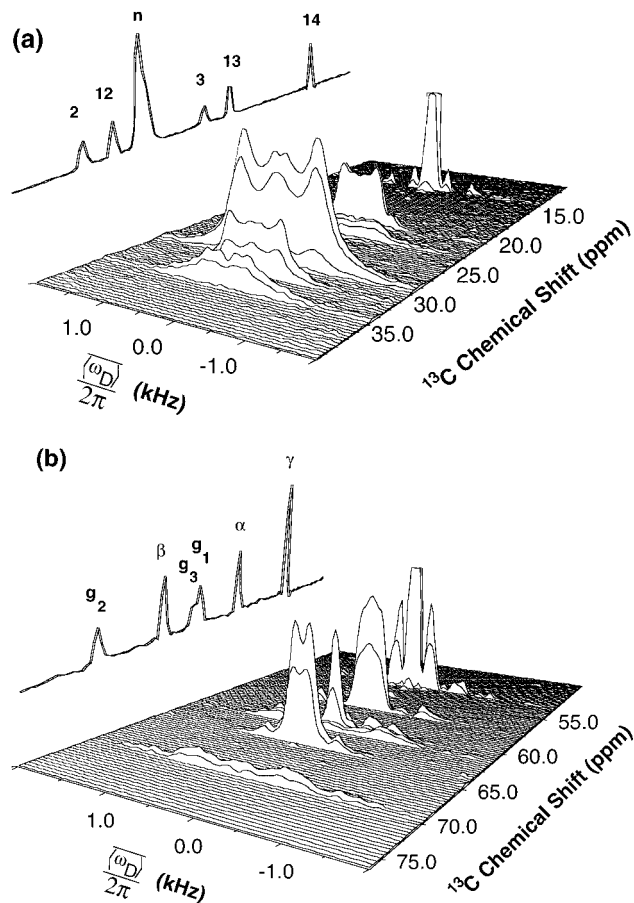 (a)
n
14
2
12
3
13
15.0
20.0
25.0
30.0
35.0
1.0
0.0
-1.0
¹³C Chemical Shift (ppm)
⟨ω_D⟩
2π
(kHz)
(b)
γ
β
α
g₁
g₃
g₂
55.0
60.0
65.0
70.0
75.0
1.0
0.0
-1.0
¹³C Chemical Shift (ppm)
⟨ω_D⟩
2π
(kHz)